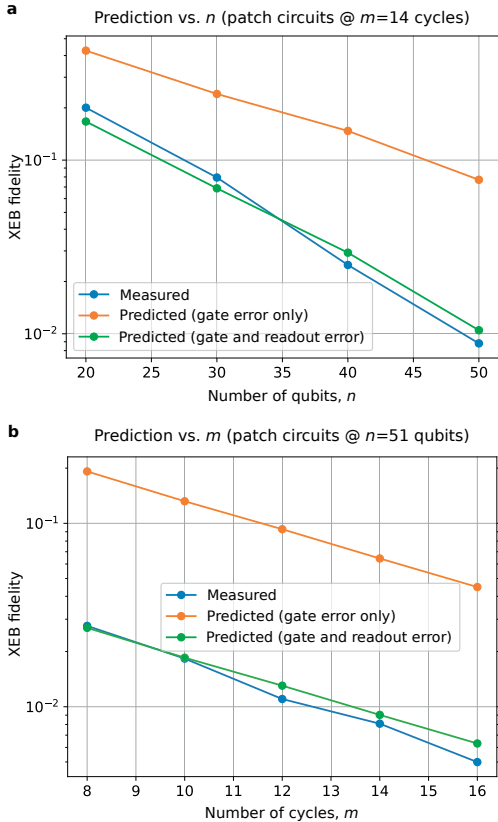 a
Prediction vs. n (patch circuits @ m=14 cycles)
XEB fidelity
10⁻¹
10⁻²
Measured
Predicted (gate error only)
Predicted (gate and readout error)
20 25 30 35 40 45 50
Number of qubits, n
b
Prediction vs. m (patch circuits @ n=51 qubits)
XEB fidelity
10⁻¹
10⁻²
Measured
Predicted (gate error only)
Predicted (gate and readout error)
8 9 10 11 12 13 14 15 16
Number of cycles, m